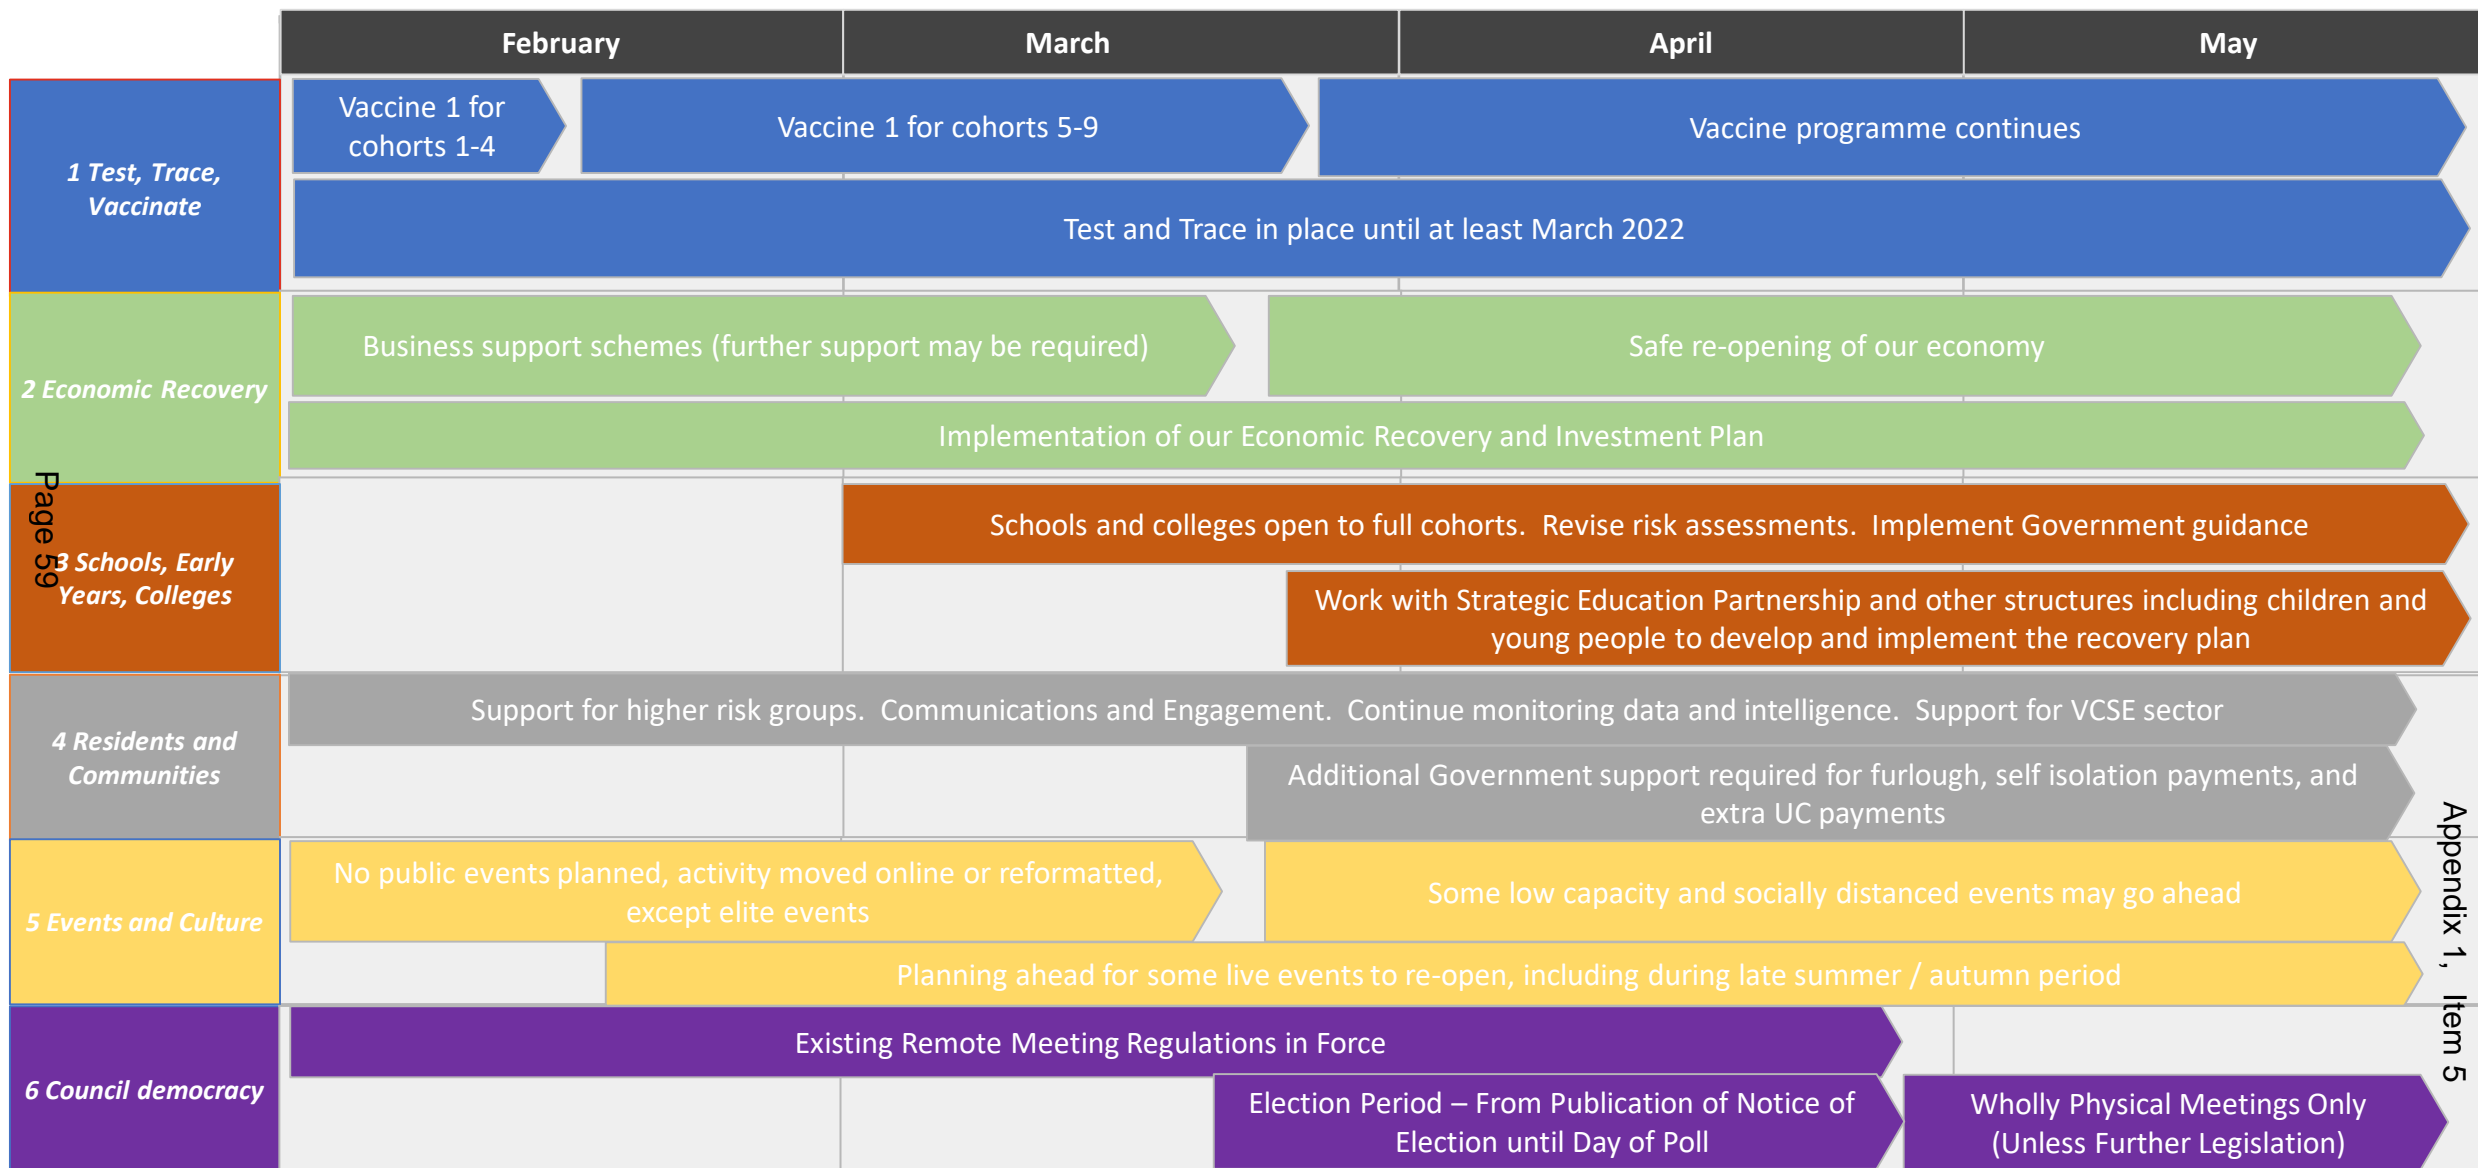 February
March
April
May
1 Test, Trace,
Vaccinate
Vaccine 1 for
cohorts 1-4
Vaccine 1 for cohorts 5-9
Vaccine programme continues
Test and Trace in place until at least March 2022
2 Economic Recovery
Business support schemes (further support may be required)
Safe re-opening of our economy
Implementation of our Economic Recovery and Investment Plan
Page 59
3 Schools, Early
Years, Colleges
Schools and colleges open to full cohorts.  Revise risk assessments.  Implement Government guidance
Work with Strategic Education Partnership and other structures including children and
young people to develop and implement the recovery plan
4 Residents and
Communities
Support for higher risk groups.  Communications and Engagement.  Continue monitoring data and intelligence.  Support for VCSE sector
Additional Government support required for furlough, self isolation payments, and
extra UC payments
5 Events and Culture
No public events planned, activity moved online or reformatted,
except elite events
Some low capacity and socially distanced events may go ahead
Planning ahead for some live events to re-open, including during late summer / autumn period
6 Council democracy
Existing Remote Meeting Regulations in Force
Election Period – From Publication of Notice of
Election until Day of Poll
Wholly Physical Meetings Only
(Unless Further Legislation)
Appendix 1,  Item 5